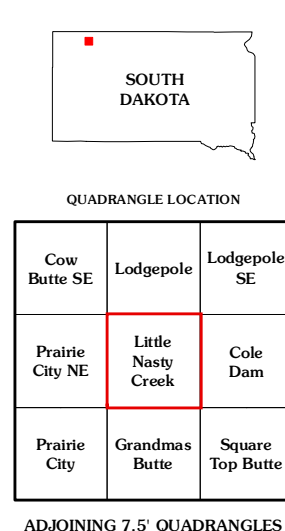 SOUTH
DAKOTA
QUADRANGLE LOCATION
Cow
Butte SE
Lodgepole
Lodgepole
SE
Prairie
City NE
Little
Nasty
Creek
Cole
Dam
Prairie
City
Grandmas
Butte
Square
Top Butte
ADJOINING 7.5' QUADRANGLES